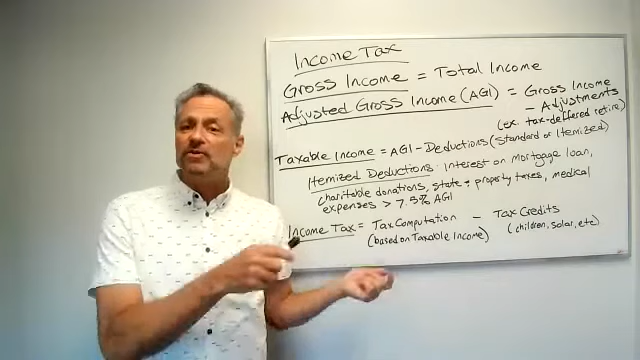 Income Tax
Gross Income = Total Income
Adjusted Gross Income (AGI) = Gross Income
- Adjustments
(ex. tax-deffered retire)
Taxable Income = AGI - Deductions (Standard or Itemized)
Itemized Deductions: interest on mortgage loan,
charitable donations, state + property taxes, medical
expenses > 7.5% AGI
Income Tax = Tax Computation - Tax Credits
(based on Taxable Income) (children, solar, etc)